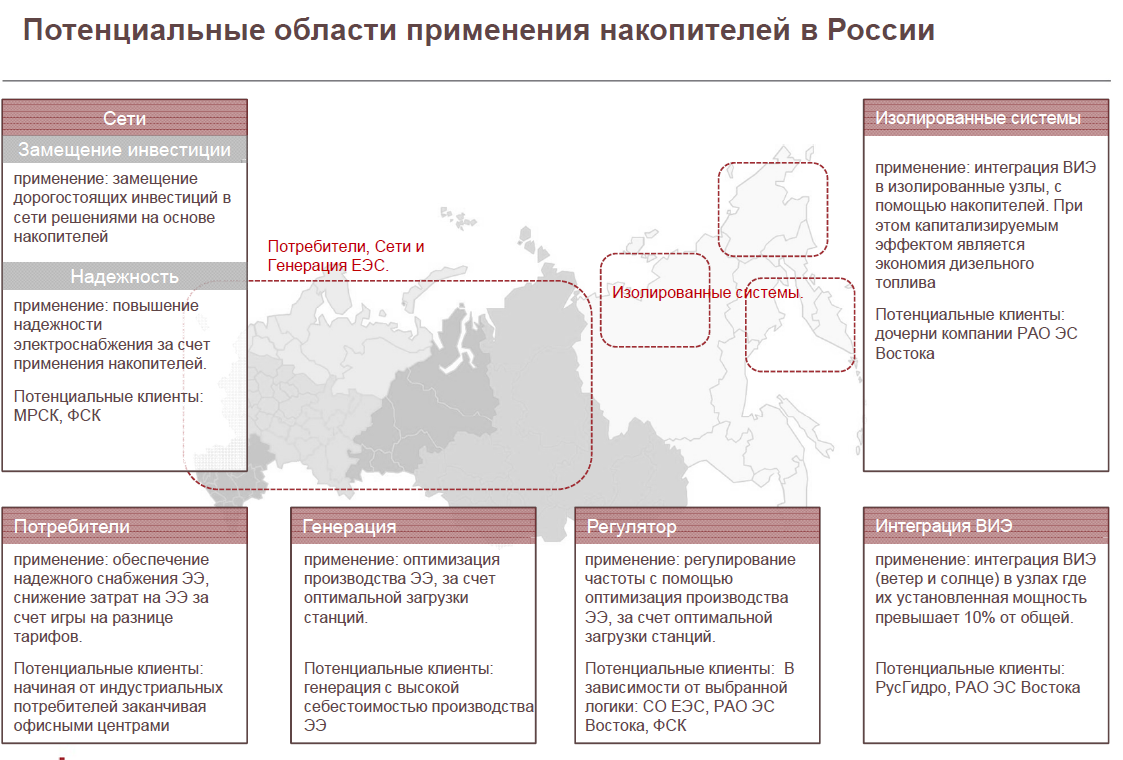 Потенциальные области применения накопителей в России
Сети
Замещение инвестиции
применение: замещение
дорогостоящих инвестиций в
сети решениями на основе
накопителей
Надежность
применение: повышение
надежности
электроснабжения за счет
применения накопителей.
Потенциальные клиенты:
МРСК, ФСК
Потребители, Сети и
Генерация ЕЭС.
Изолированные системы.
Изолированные системы
применение: интеграция ВИЭ
в изолированные узлы, с
помощью накопителей. При
этом капитализируемым
эффектом является
экономия дизельного
топлива
Потенциальные клиенты:
дочерни компании РАО ЭС
Востока
Потребители
применение: обеспечение
надежного снабжения ЭЭ,
снижение затрат на ЭЭ за
счет игры на разнице
тарифов.
Потенциальные клиенты:
начиная от индустриальных
потребителей заканчивая
офисными центрами
Генерация
применение: оптимизация
производства ЭЭ, за счет
оптимальной загрузки
станций.
Потенциальные клиенты:
генерация с высокой
себестоимостью производства
ЭЭ
Регулятор
применение: регулирование
частоты с помощью
оптимизация производства
ЭЭ, за счет оптимальной
загрузки станций.
Потенциальные клиенты: В
зависимости от выбранной
логики: СО ЕЭС, РАО ЭС
Востока, ФСК
Интеграция ВИЭ
применение: интеграция ВИЭ
(ветер и солнце) в узлах где
их установленная мощность
превышает 10% от общей.
Потенциальные клиенты:
РусГидро, РАО ЭС Востока